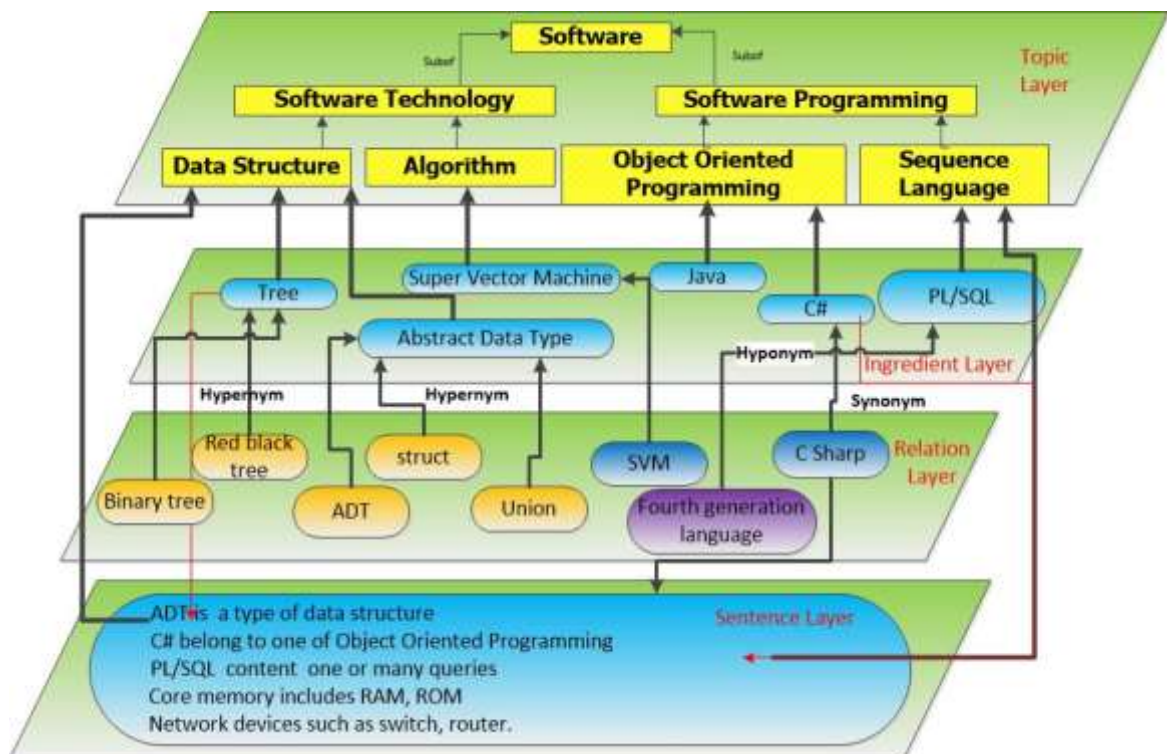 Software
Subof
Subof
Topic
Layer
Software Technology
Software Programming
Data Structure
Algorithm
Object Oriented
Programming
Sequence
Language
Super Vector Machine
Java
Tree
C#
PL/SQL
Abstract Data Type
Hyponym
Ingredient Layer
Hypernym
Hypernym
Synonym
Red black
tree
struct
SVM
C Sharp
Relation
Layer
Binary tree
ADT
Union
Fourth generation
language
ADT is a type of data structure
Sentence Layer
C# belong to one of Object Oriented Programming
PL/SQL content one or many queries
Core memory includes RAM, ROM
Network devices such as switch, router.